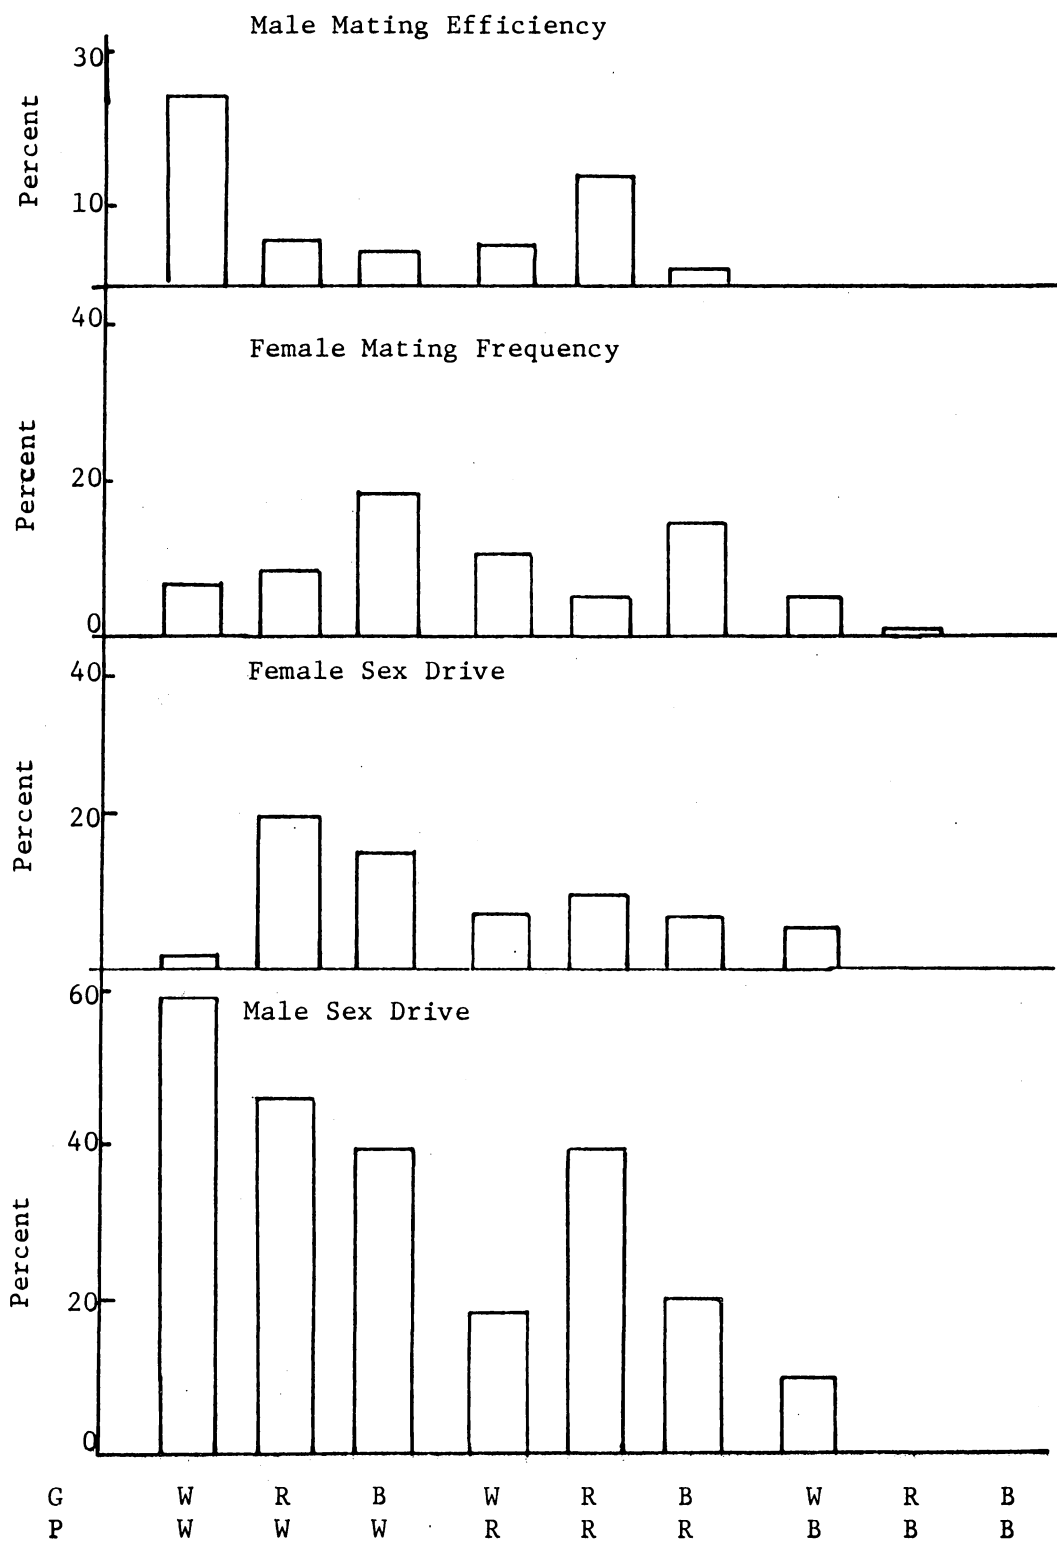 Male Mating Efficiency
30
Percent
10
40
Female Mating Frequency
Percent
20
0
40
Female Sex Drive
Percent
20
60
Male Sex Drive
40
Percent
20
0
G W R B W R B W R B
P W W W R R R B B B